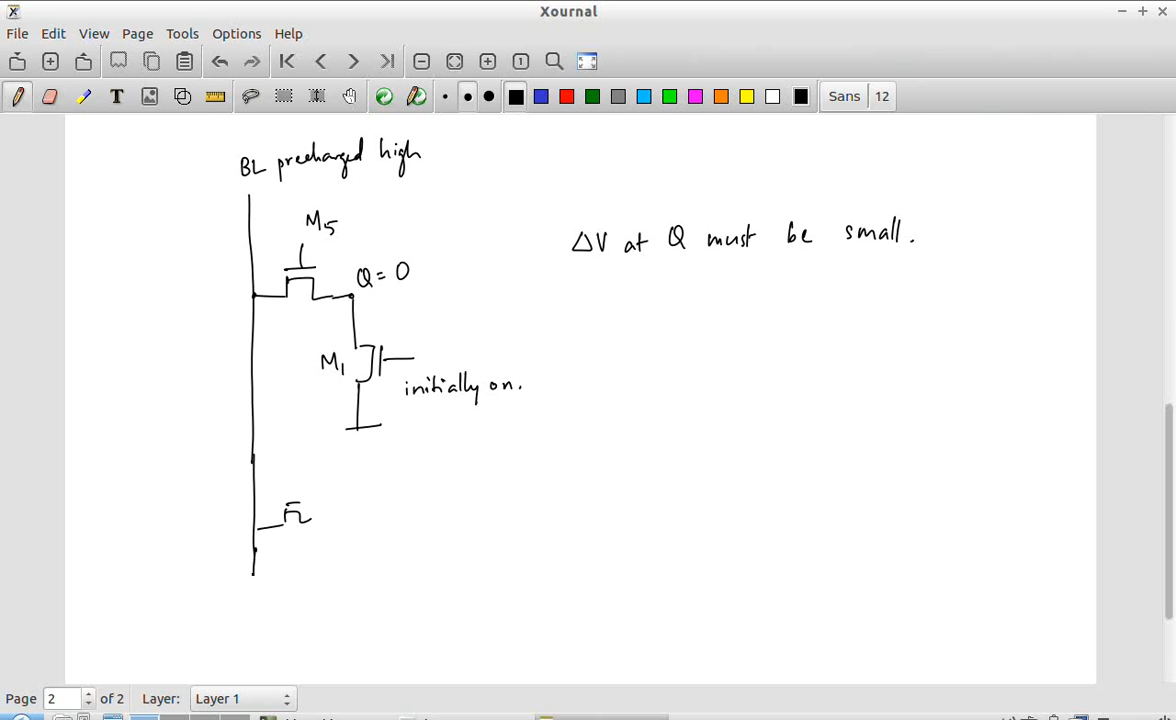 Xournal
File Edit View Page Tools Options Help
Sans 12
BL precharged high
M5
ΔV at Q must be small.
Q = 0
M1
initially on.
Page 2 of 2 Layer: Layer 1